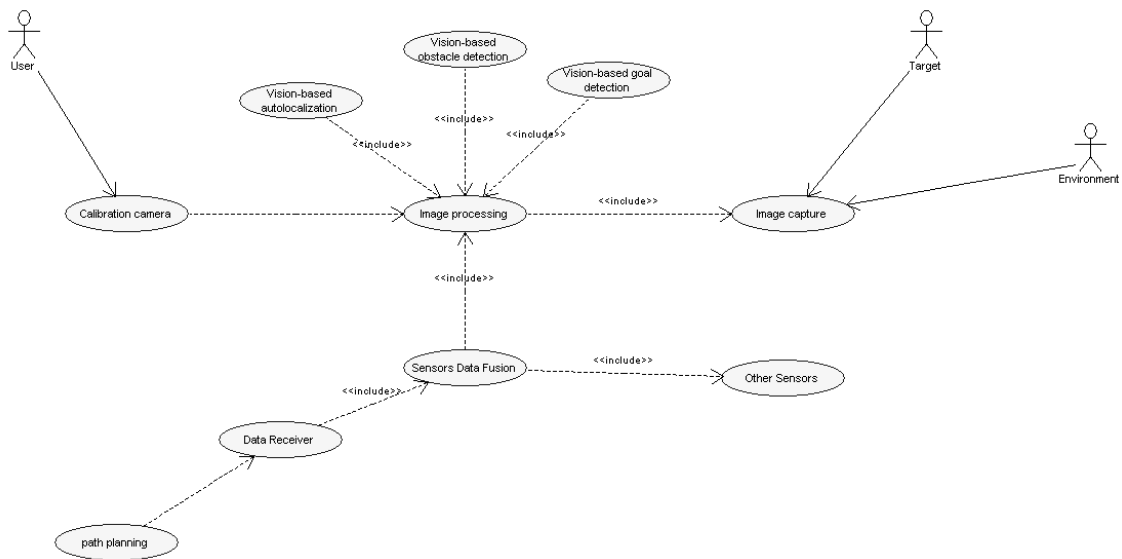 User
Target
Environment
Vision-based
obstacle detection
Vision-based goal
detection
Vision-based
autolocalization
<<include>>
<<include>>
<<include>>
Calibration camera
Image processing
<<include>>
Image capture
<<include>>
Sensors Data Fusion
<<include>>
Other Sensors
<<include>>
Data Receiver
path planning